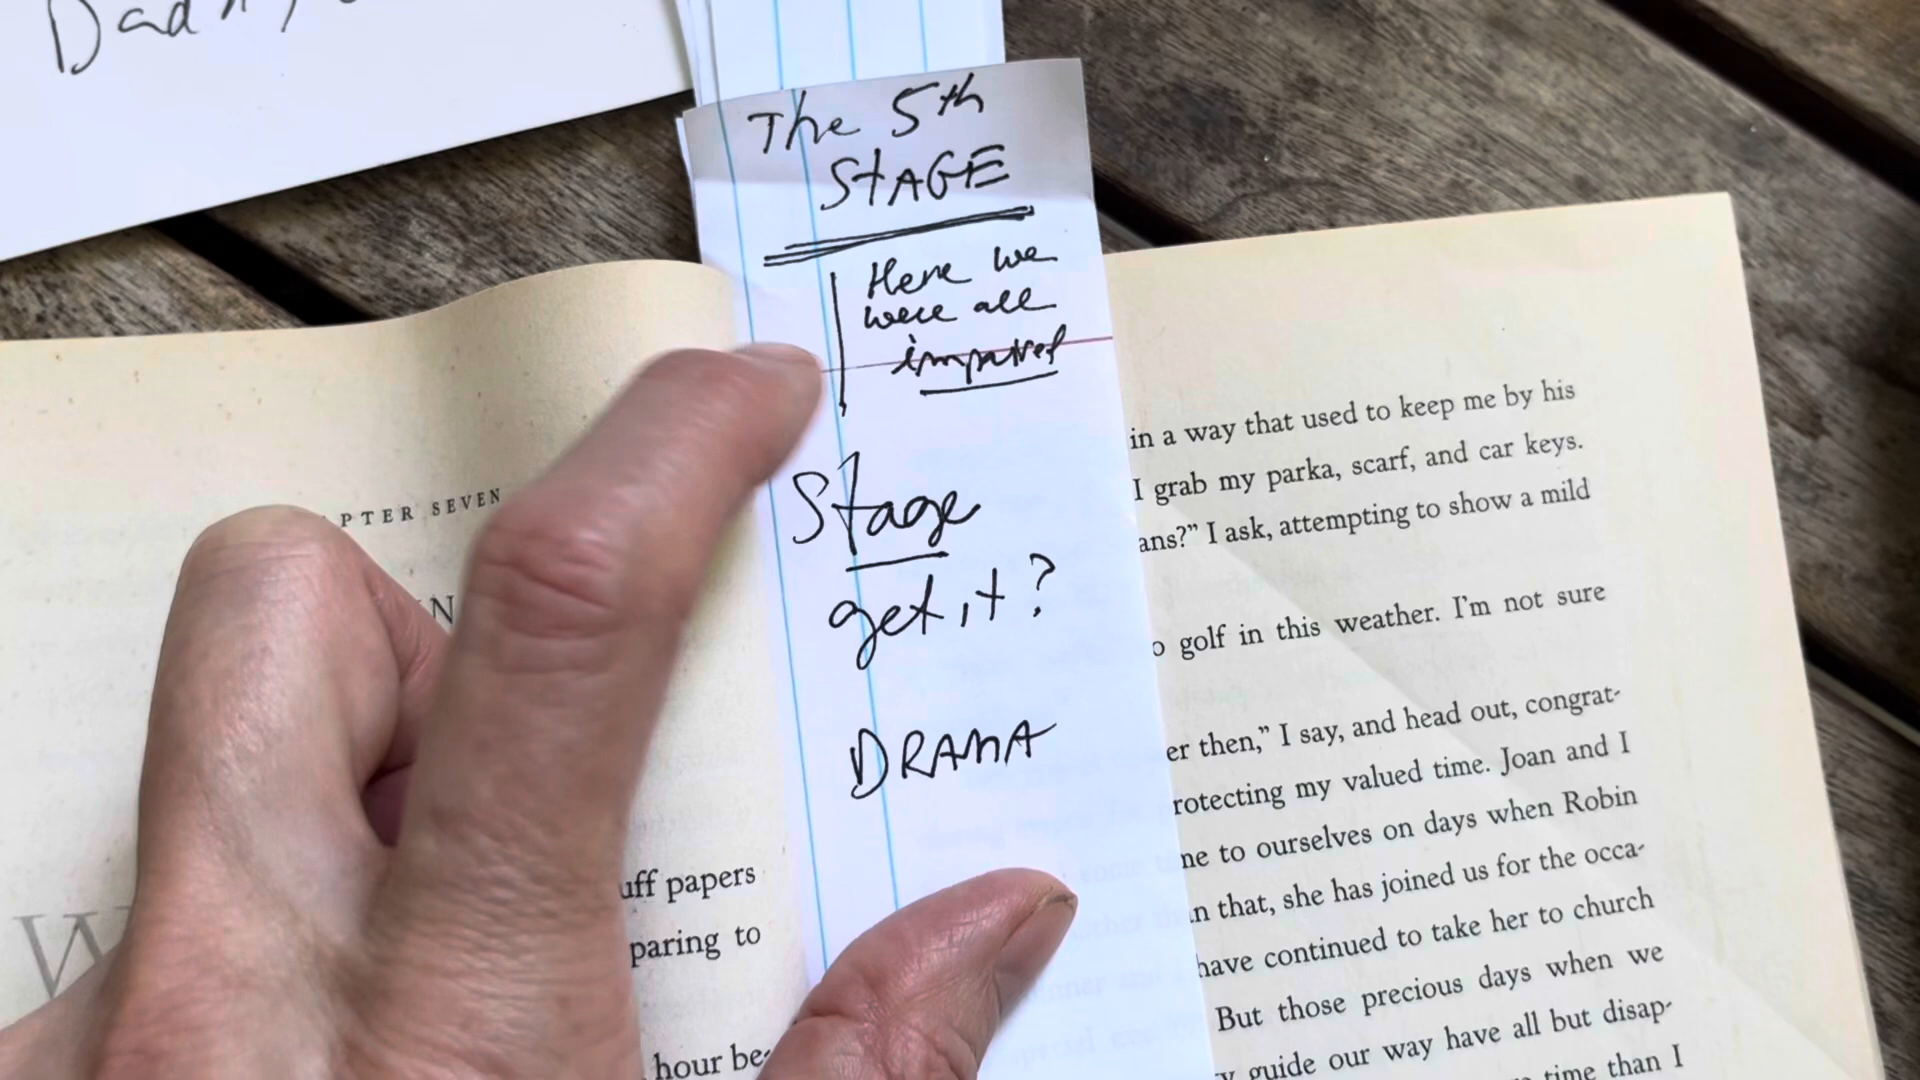 The 5th
STAGE
Here we
were all
Stage
get it?
DRAMA
PTER SEVEN
uff papers
paring to
hour be-
in a way that used to keep me by his
I grab my parka, scarf, and car keys.
ans?” I ask, attempting to show a mild
o golf in this weather. I’m not sure
er then,” I say, and head out, congrat-
rotecting my valued time. Joan and I
me to ourselves on days when Robin
n that, she has joined us for the occa-
have continued to take her to church
But those precious days when we
y guide our way have all but disap-
time than I